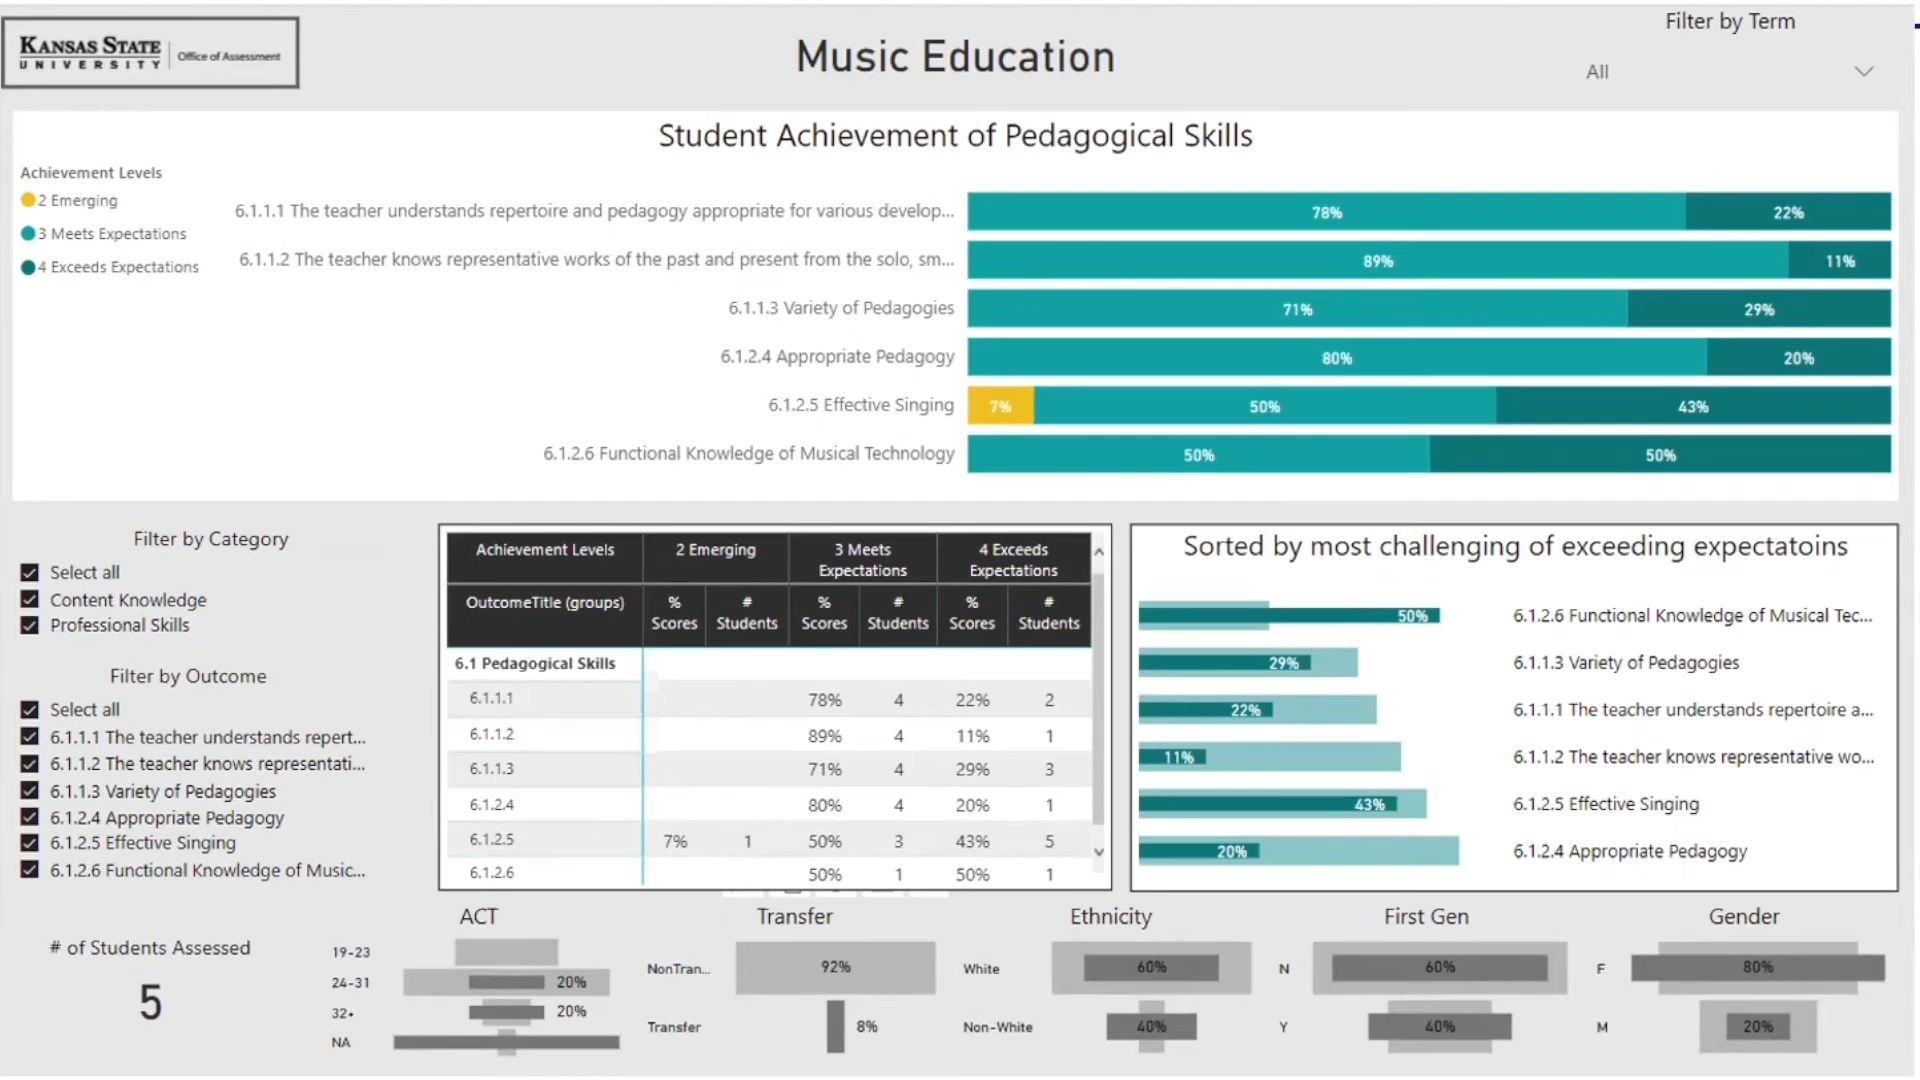 KANSAS STATE
UNIVERSITY
Office of Assessment
Music Education
Filter by Term
All
Student Achievement of Pedagogical Skills
Achievement Levels
2 Emerging
3 Meets Expectations
4 Exceeds Expectations
6.1.1.1 The teacher understands repertoire and pedagogy appropriate for various develop... 78% 22%
6.1.1.2 The teacher knows representative works of the past and present from the solo, sm... 89% 11%
6.1.1.3 Variety of Pedagogies 71% 29%
6.1.2.4 Appropriate Pedagogy 80% 20%
6.1.2.5 Effective Singing 7% 50% 43%
6.1.2.6 Functional Knowledge of Musical Technology 50% 50%
Filter by Category
Select all
Content Knowledge
Professional Skills
Filter by Outcome
Select all
6.1.1.1 The teacher understands repert...
6.1.1.2 The teacher knows representati...
6.1.1.3 Variety of Pedagogies
6.1.2.4 Appropriate Pedagogy
6.1.2.5 Effective Singing
6.1.2.6 Functional Knowledge of Music...
Achievement Levels 2 Emerging 3 Meets 4 Exceeds
Expectations Expectations
OutcomeTitle (groups) % # % # % #
Scores Students Scores Students Scores Students
6.1 Pedagogical Skills
6.1.1.1 78% 4 22% 2
6.1.1.2 89% 4 11% 1
6.1.1.3 71% 4 29% 3
6.1.2.4 80% 4 20% 1
6.1.2.5 7% 1 50% 3 43% 5
6.1.2.6 50% 1 50% 1
Sorted by most challenging of exceeding expectatoins
50% 6.1.2.6 Functional Knowledge of Musical Tec...
29% 6.1.1.3 Variety of Pedagogies
22% 6.1.1.1 The teacher understands repertoire a...
11% 6.1.1.2 The teacher knows representative wo...
43% 6.1.2.5 Effective Singing
20% 6.1.2.4 Appropriate Pedagogy
# of Students Assessed
5
ACT
19-23
24-31 20%
32+ 20%
NA
Transfer
NonTran... 92%
Transfer 8%
Ethnicity
White 60%
Non-White 40%
First Gen
N 60%
Y 40%
Gender
F 80%
M 20%